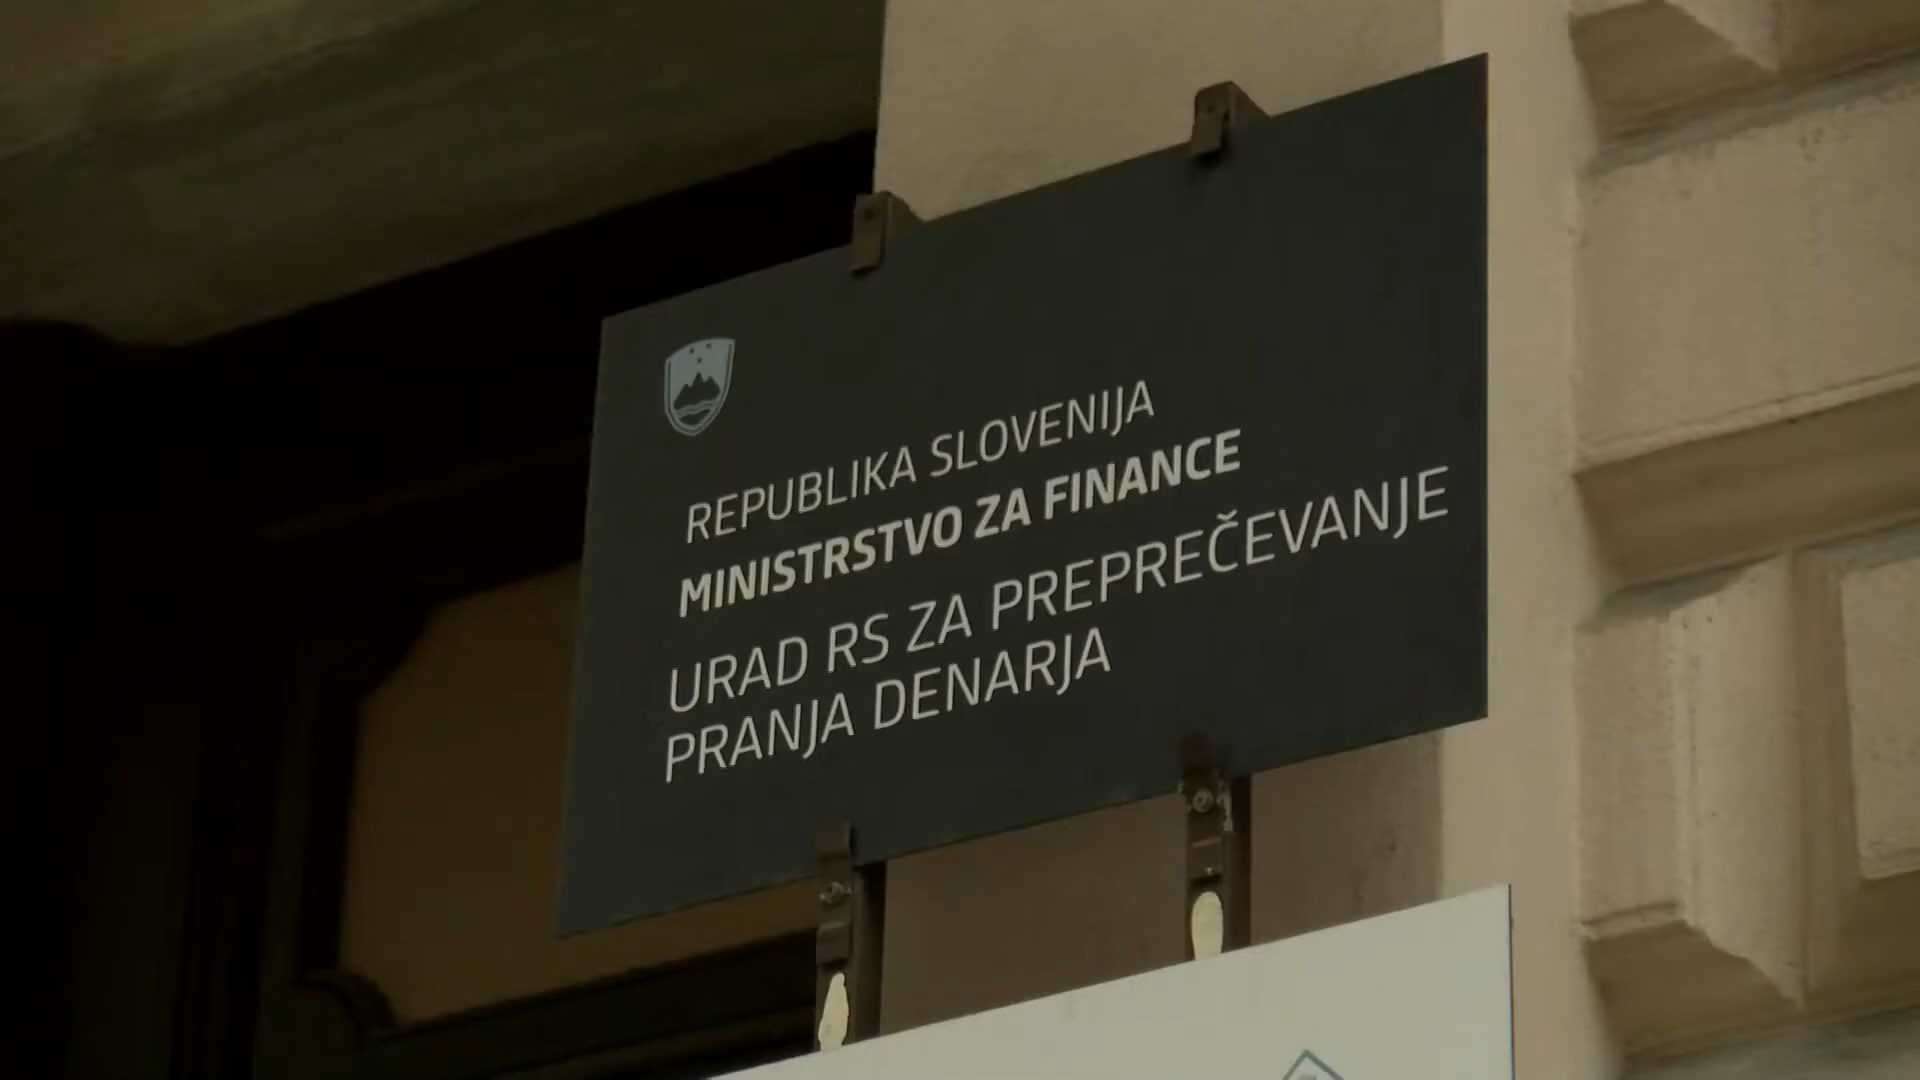 REPUBLIKA SLOVENIJA
MINISTRSTVO ZA FINANCE
URAD RS ZA PREPREČEVANJE
PRANJA DENARJA